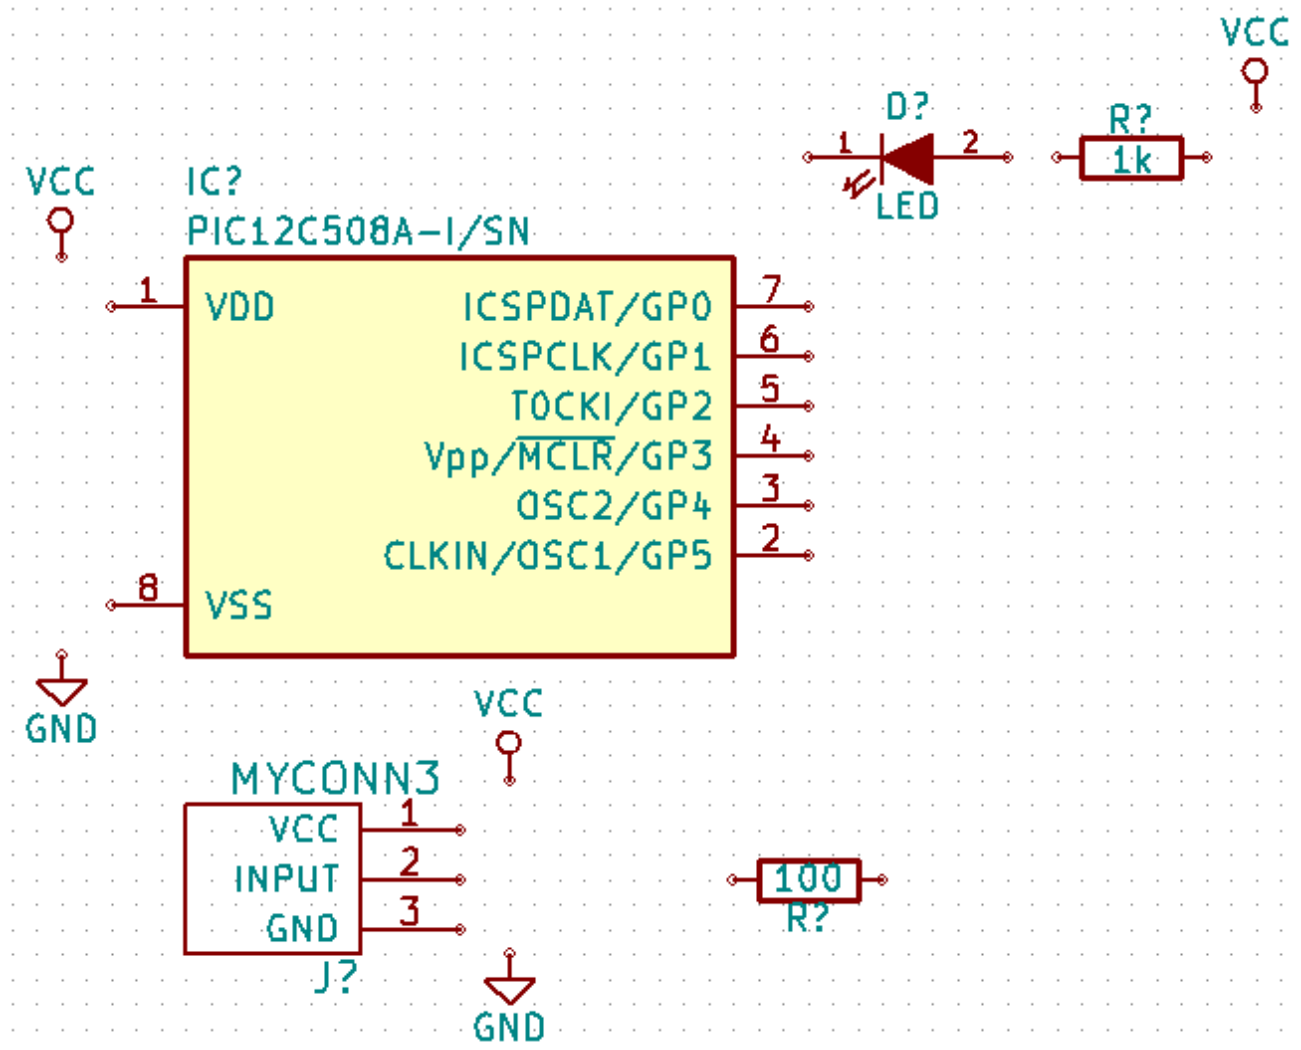 VCC
D?
1
2
LED
R?
1k
VCC
IC?
PIC12C508A-I/SN
1
VDD
ICSPDAT/GP0
7
ICSPCLK/GP1
6
T0CKI/GP2
5
Vpp/MCLR/GP3
4
OSC2/GP4
3
CLKIN/OSC1/GP5
2
8
VSS
GND
VCC
MYCONN3
VCC
1
INPUT
2
GND
3
J?
100
R?
GND